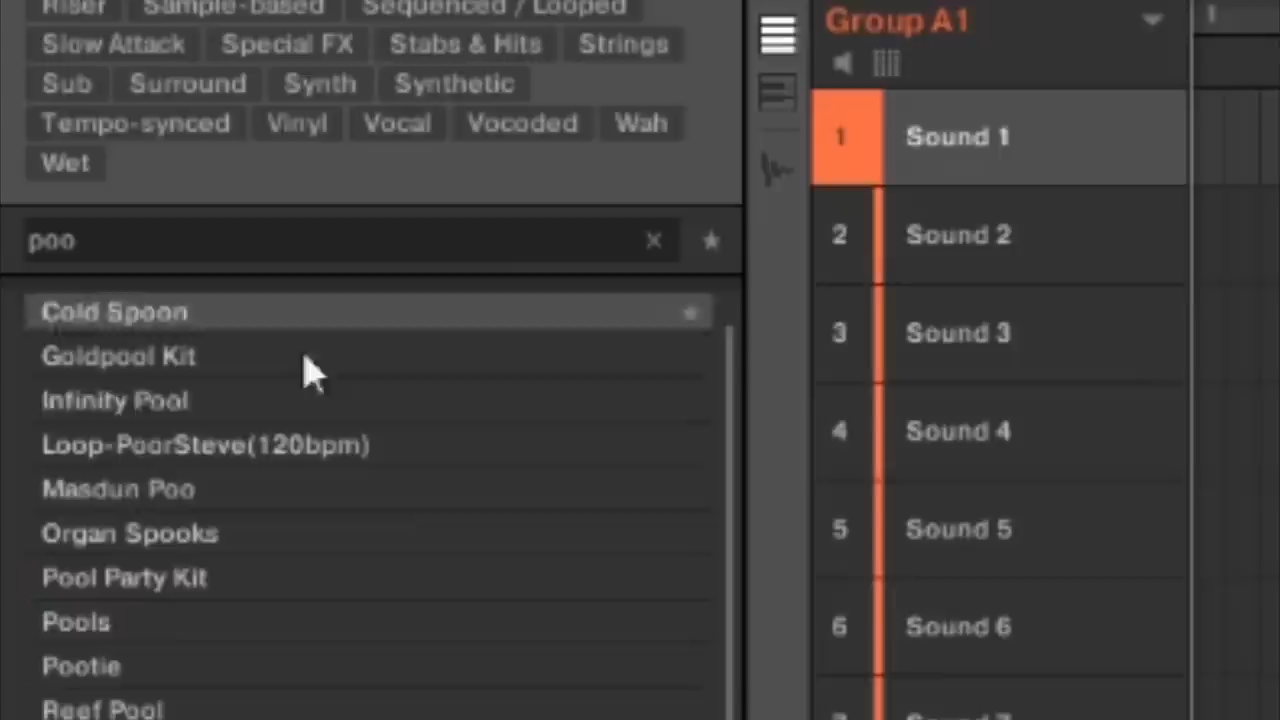 Riser Sample-based Sequenced / Looped
Slow Attack Special FX Stabs & Hits Strings
Sub Surround Synth Synthetic
Tempo-synced Vinyl Vocal Vocoded Wah
Wet
poo
Cold Spoon
Goldpool Kit
Infinity Pool
Loop-PoorSteve(120bpm)
Masdun Poo
Organ Spooks
Pool Party Kit
Pools
Pootie
Reef Pool
Group A1
1 Sound 1
2 Sound 2
3 Sound 3
4 Sound 4
5 Sound 5
6 Sound 6
1